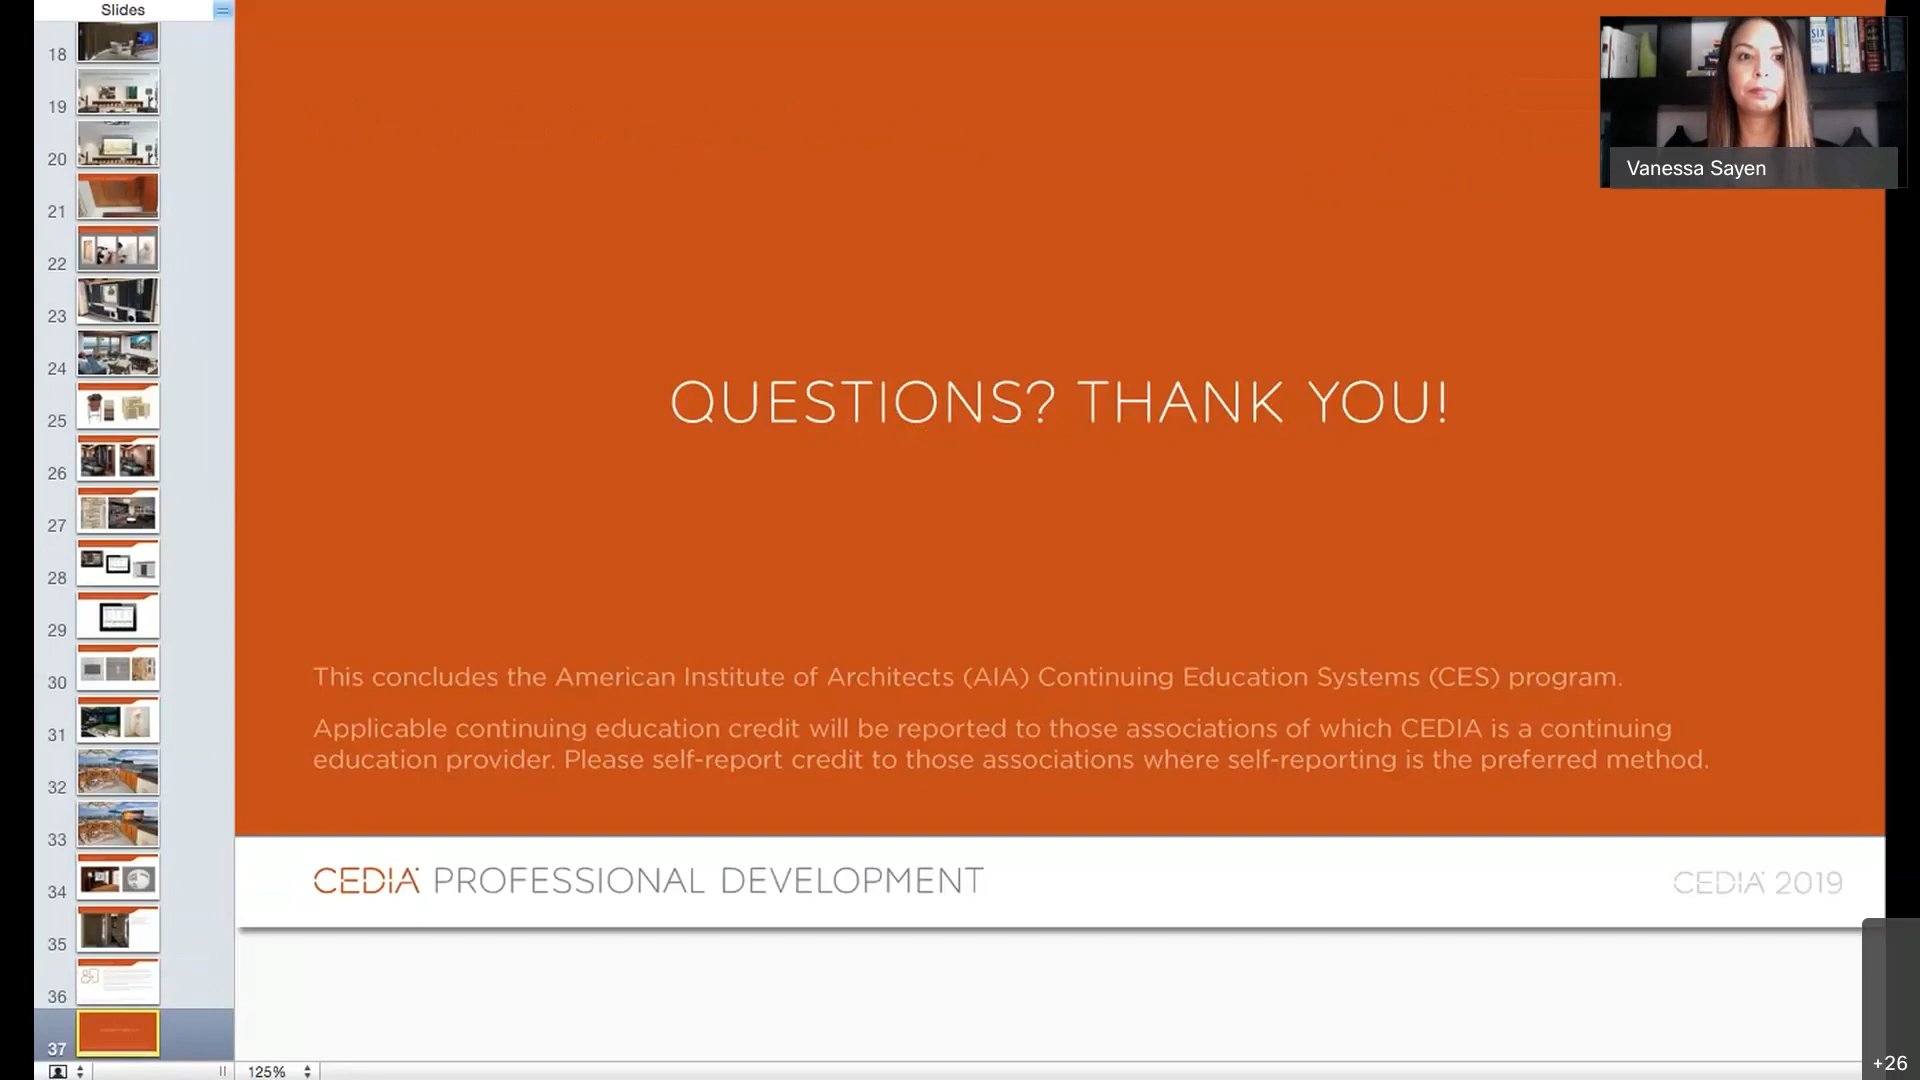 Slides
18
19
20
21
22
23
24
25
26
27
28
29
30
31
32
33
34
35
36
37
125%
QUESTIONS? THANK YOU!
This concludes the American Institute of Architects (AIA) Continuing Education Systems (CES) program.
Applicable continuing education credit will be reported to those associations of which CEDIA is a continuing
education provider. Please self-report credit to those associations where self-reporting is the preferred method.
CEDIA PROFESSIONAL DEVELOPMENT
CEDIA 2019
SIX
Vanessa Sayen
+26